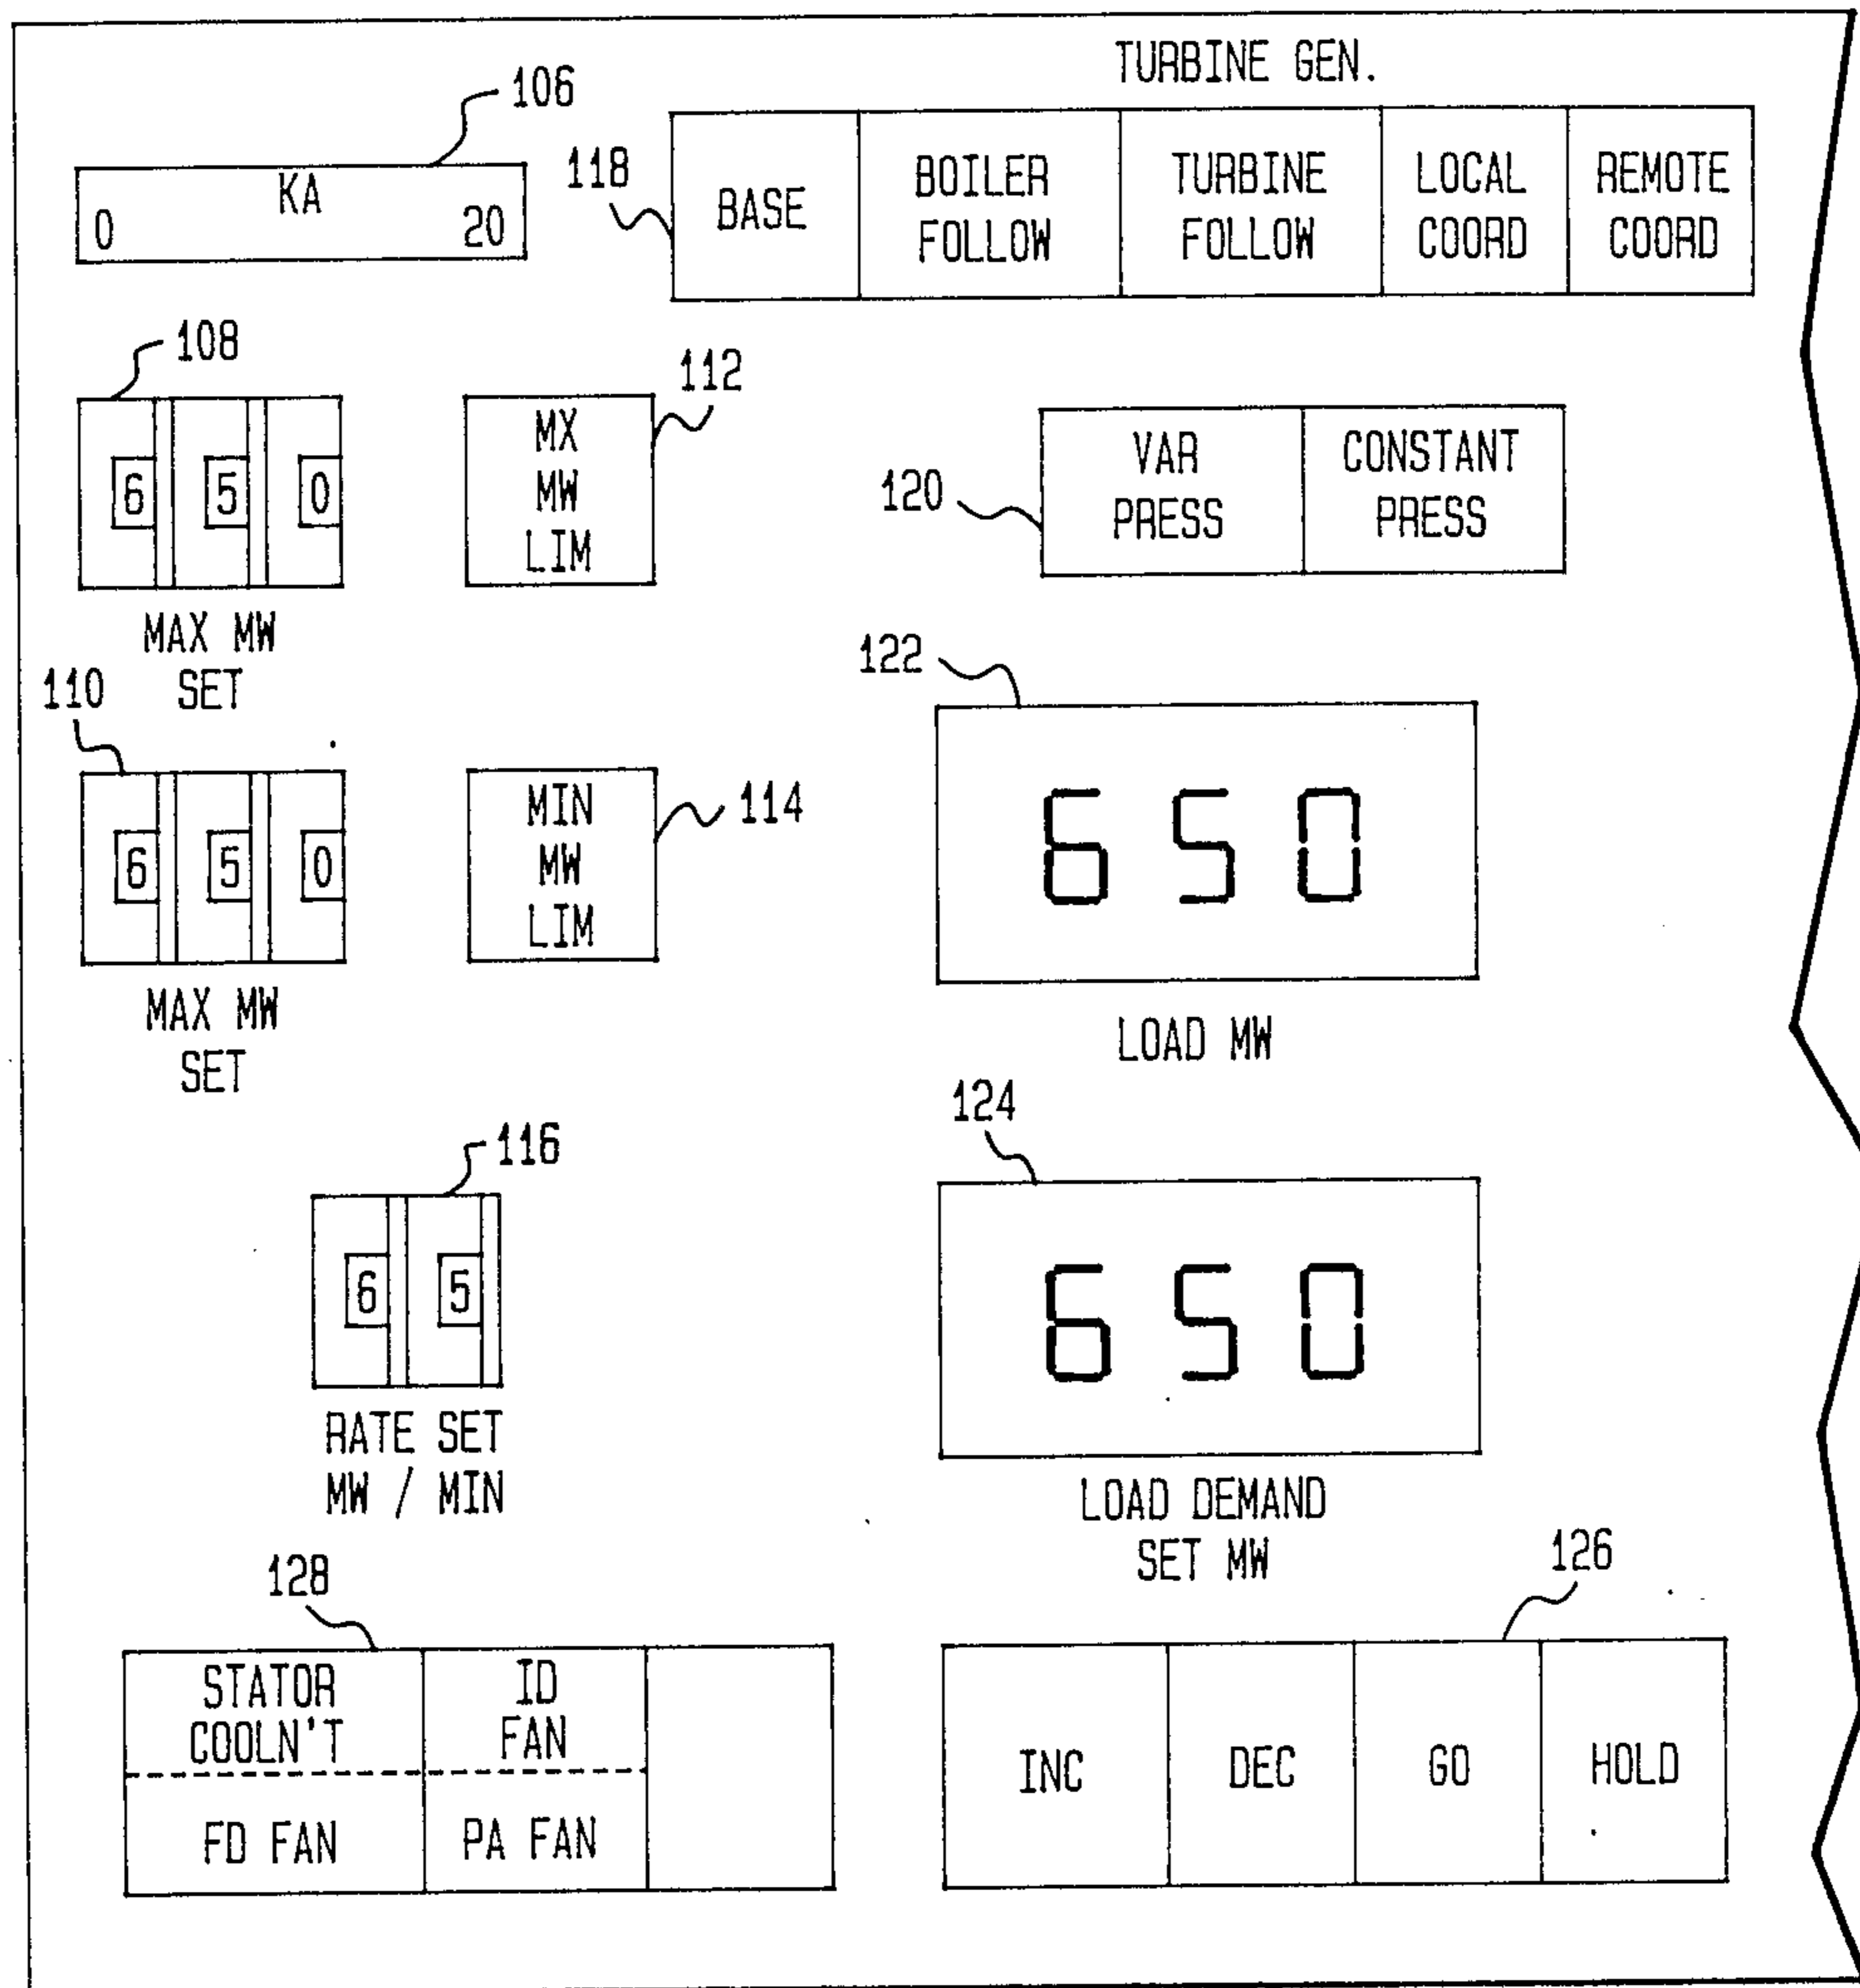 TURBINE GEN.
106
KA
0 20
118
BASE
BOILER
FOLLOW
TURBINE
FOLLOW
LOCAL
COORD
REMOTE
COORD
108
6 5 0
MAX MW
SET
112
MX
MW
LIM
120
VAR
PRESS
CONSTANT
PRESS
110
6 5 0
MAX MW
SET
114
MIN
MW
LIM
122
650
LOAD MW
116
6 5
RATE SET
MW / MIN
124
650
LOAD DEMAND
SET MW
128
STATOR
COOLN'T
ID
FAN
FD FAN
PA FAN
126
INC
DEC
GO
HOLD